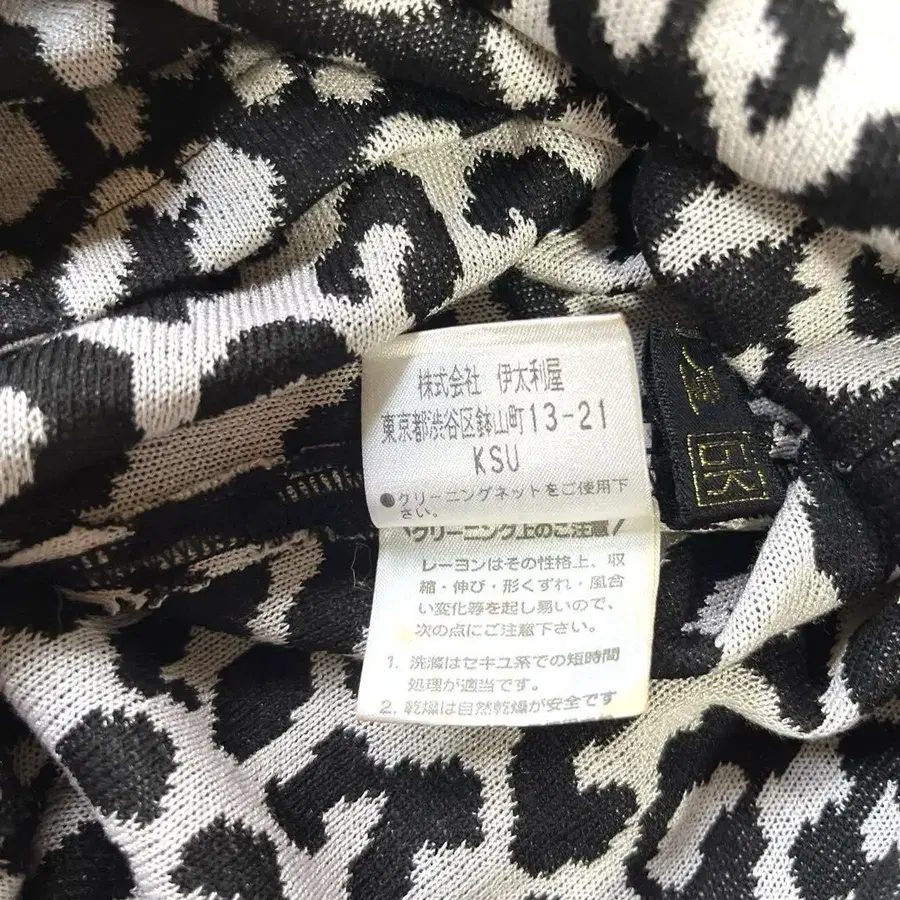 株式会社 伊太利屋
東京都渋谷区鉢山町13-21
KSU
●クリーニングネットをご使用下
さい。
\クリーニング上のご注意/
レーヨンはその性格上、収
縮・伸び・形くずれ・風合
い変化等を起し易いので、
次の点にご注意下さい。
1. 洗滌はセキユ系での短時間
処理が適当です。
2. 乾燥は自然乾燥が安全です
GK